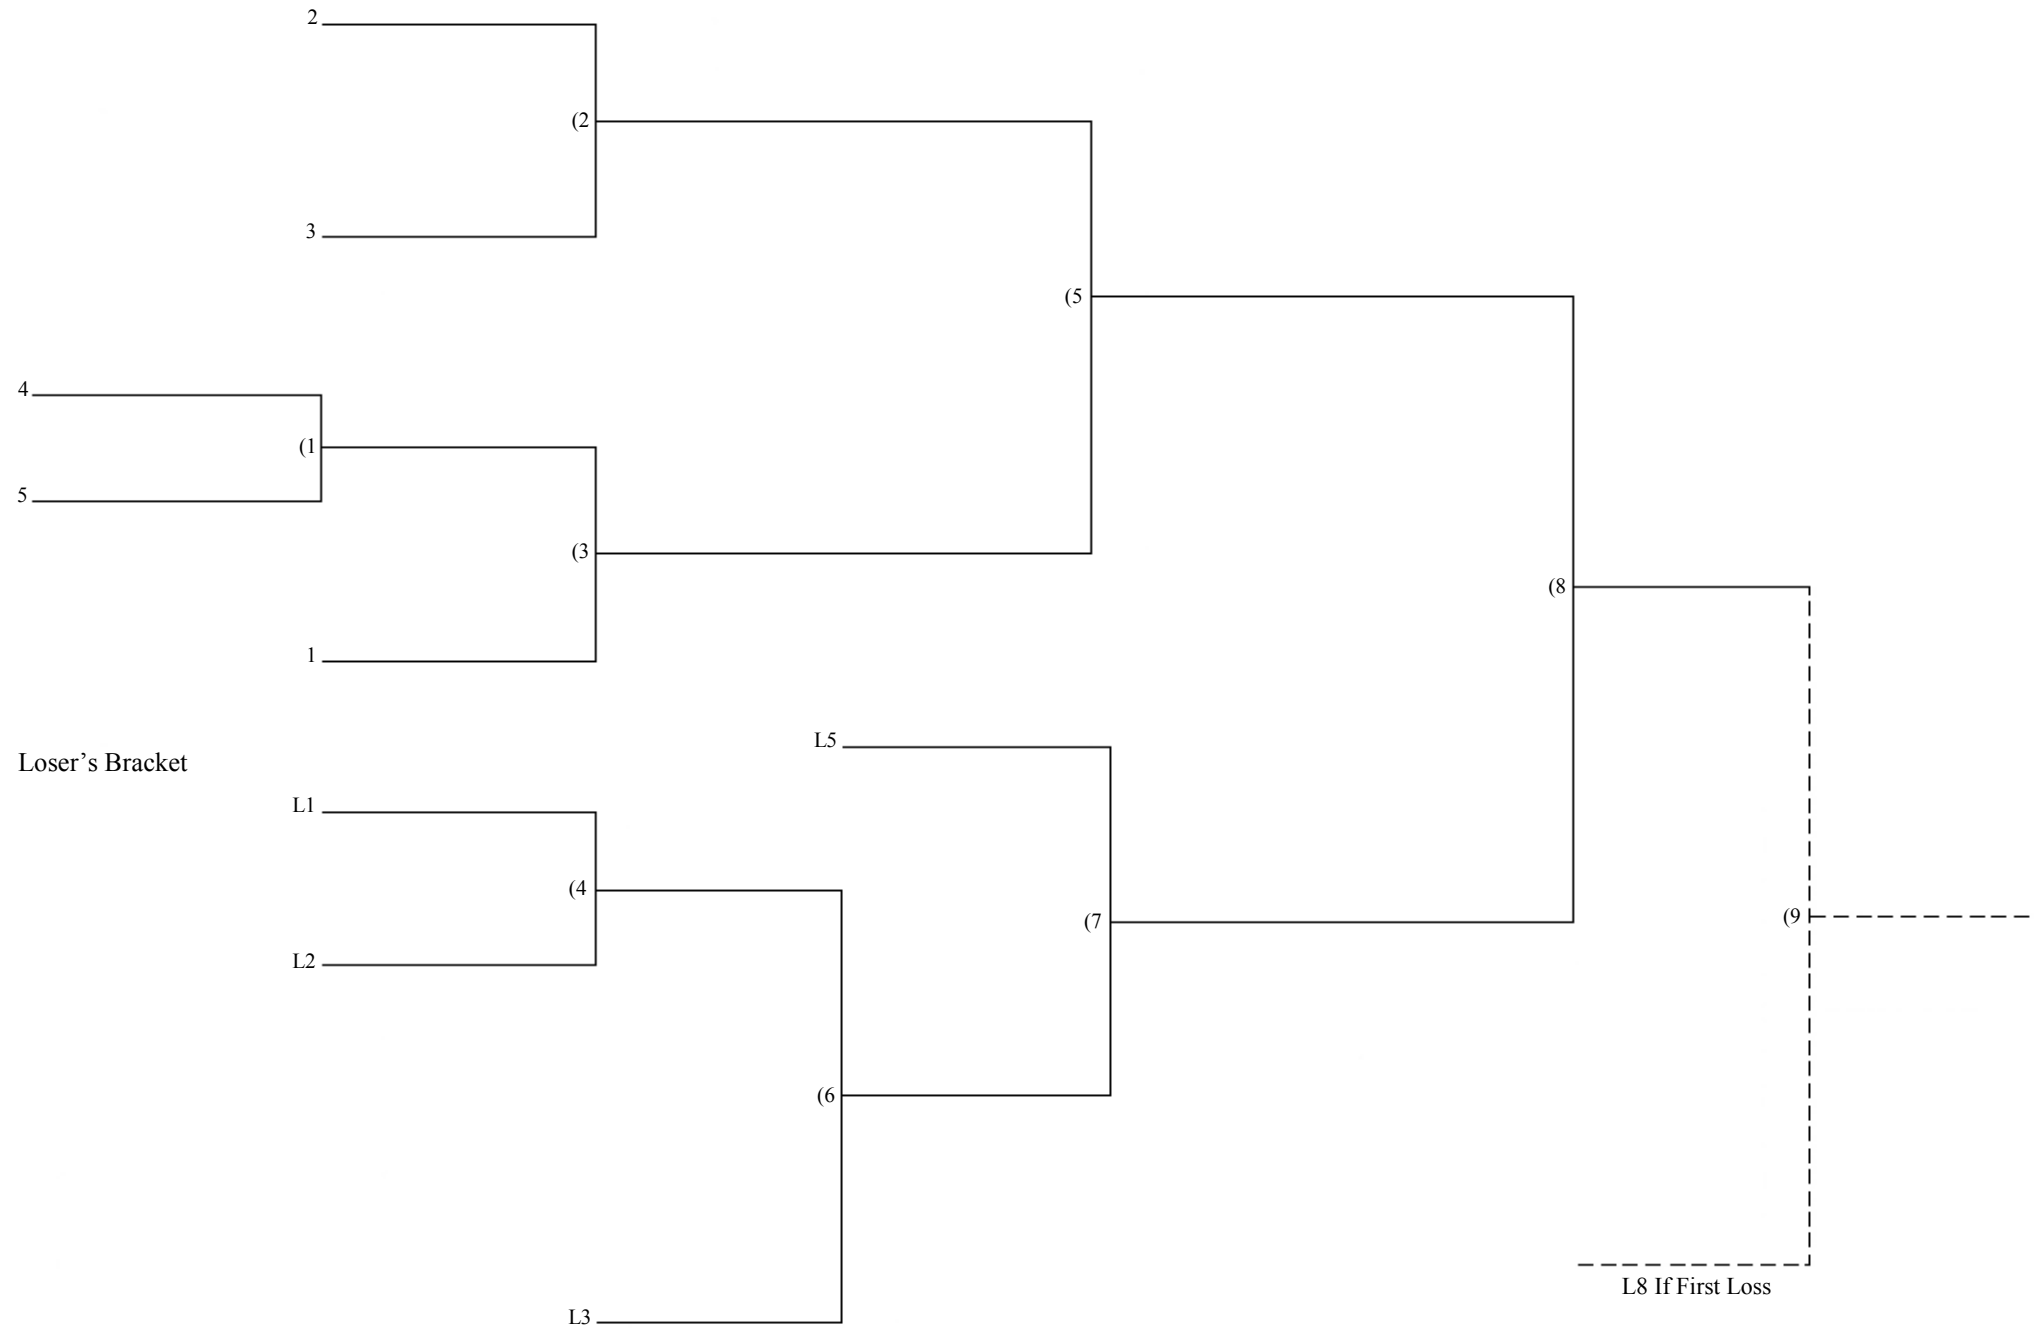 2
(2
3
(5
4
(1
5
(3
(8
1
L5
Loser’s Bracket
L1
(4
(7
(9
L2
(6
L8 If First Loss
L3